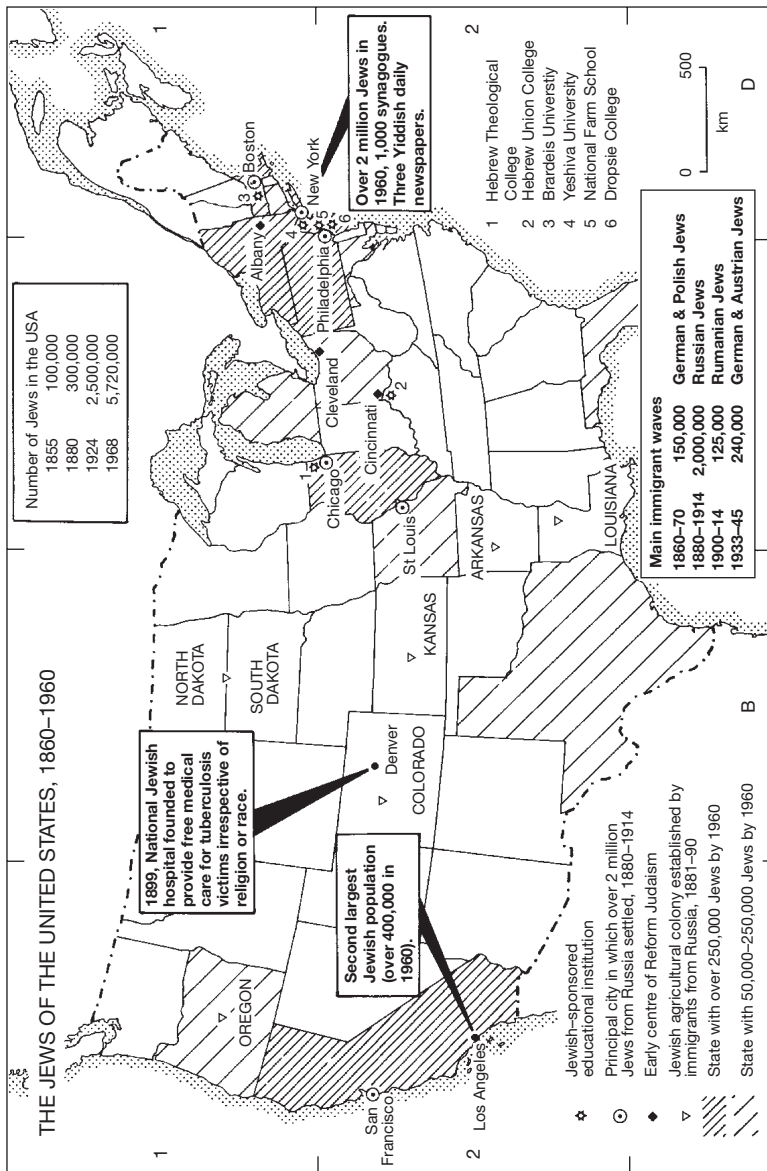 THE JEWS OF THE UNITED STATES, 1860–1960
1
1
2
2
B
D
Number of Jews in the USA
1855 100,000
1880 300,000
1924 2,500,000
1968 5,720,000
1899, National Jewish
hospital founded to
provide free medical
care for tuberculosis
victims irrespective of
religion or race.
Second largest
Jewish population
(over 400,000 in
1960).
Over 2 million Jews in
1960, 1,000 synagogues.
Three Yiddish daily
newspapers.
OREGON
San
Francisco
Los Angeles
NORTH
DAKOTA
SOUTH
DAKOTA
Denver
COLORADO
KANSAS
ARKANSAS
LOUISIANA
St Louis
1
Chicago
Cincinnati
2
Cleveland
Albany
3
Boston
4
New York
5
6
Philadelphia
Jewish–sponsored
educational institution
Principal city in which over 2 million
Jews from Russia settled, 1880–1914
Early centre of Reform Judaism
Jewish agricultural colony established by
immigrants from Russia, 1881–90
State with over 250,000 Jews by 1960
State with 50,000–250,000 Jews by 1960
Main immigrant waves
1860–70 150,000 German & Polish Jews
1880–1914 2,000,000 Russian Jews
1900–14 125,000 Rumanian Jews
1933–45 240,000 German & Austrian Jews
1 Hebrew Theological
College
2 Hebrew Union College
3 Brardeis Universtiy
4 Yeshiva University
5 National Farm School
6 Dropsie College
0 500
km